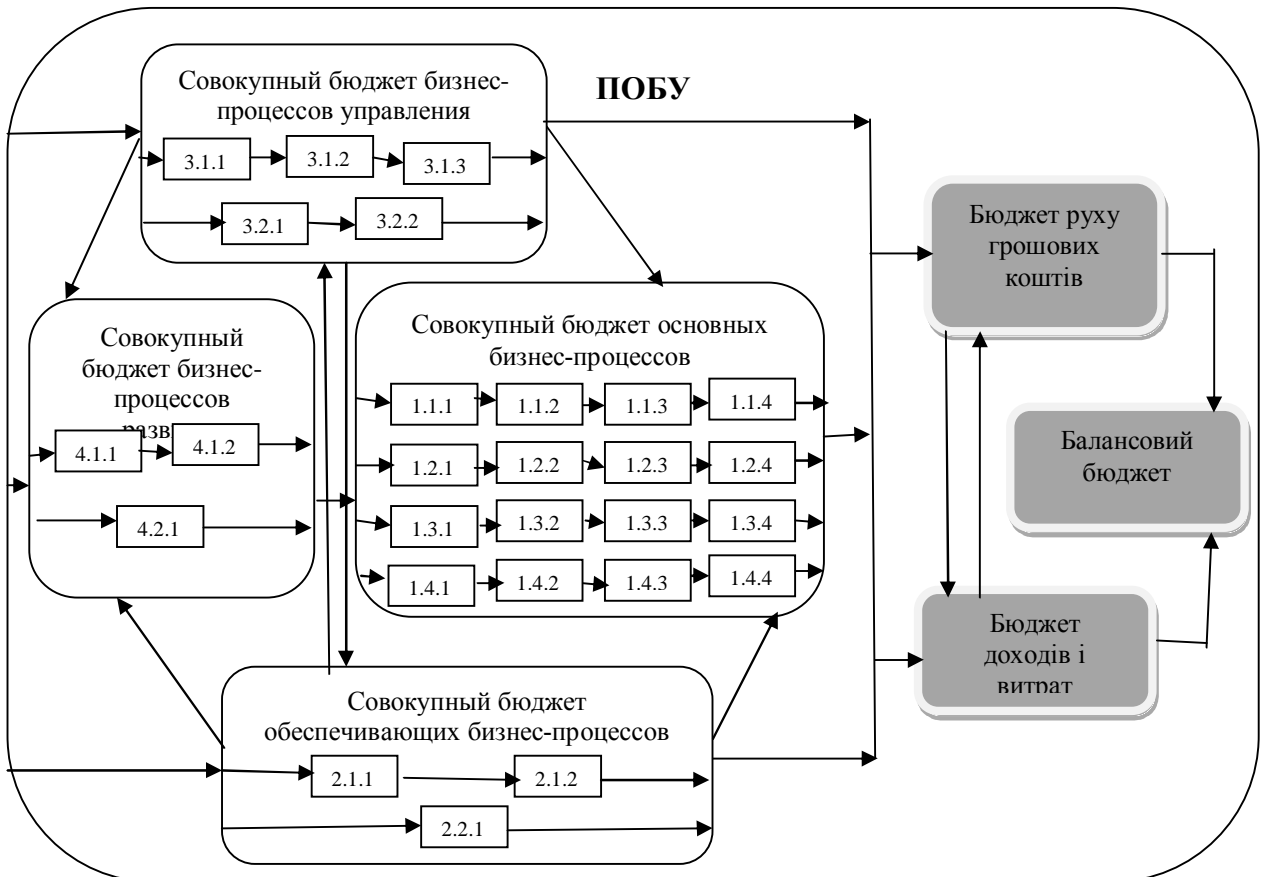 Совокупный бюджет бизнес-
процессов управления
ПОБУ
3.1.1
3.1.2
3.1.3
3.2.1
3.2.2
Бюджет руху
грошових
коштів
Совокупный
бюджет бизнес-
процессов
4.1.1
4.1.2
4.2.1
Совокупный бюджет основных
бизнес-процессов
1.1.1
1.1.2
1.1.3
1.1.4
1.2.1
1.2.2
1.2.3
1.2.4
1.3.1
1.3.2
1.3.3
1.3.4
1.4.1
1.4.2
1.4.3
1.4.4
Балансовий
бюджет
Бюджет
доходів і
витрат
Совокупный бюджет
обеспечивающих бизнес-процессов
2.1.1
2.1.2
2.2.1